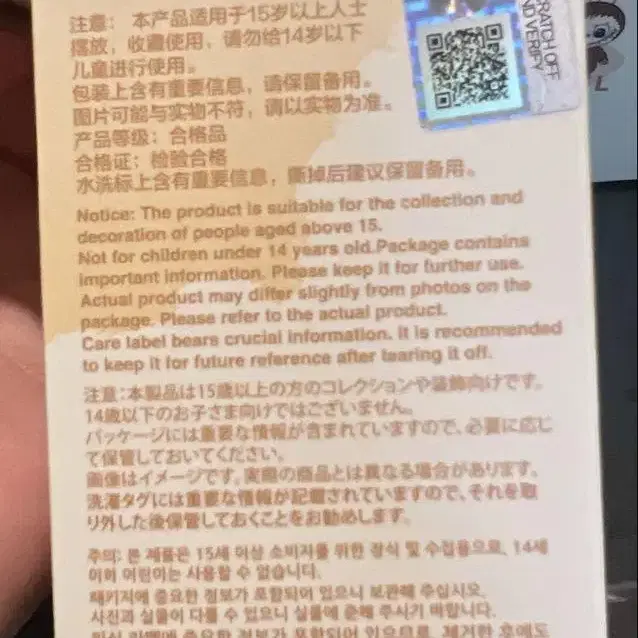 注意: 本产品适用于15岁以上人士
摆放，收藏使用，请勿给14岁以下
儿童进行使用。
包装上含有重要信息，请保留备用。
图片可能与实物不符，请以实物为准。
产品等级: 合格品
合格证: 检验合格
水洗标上含有重要信息，撕掉后建议保留备用。
SCRATCH OFF
AND VERIFY
Notice: The product is suitable for the collection and
decoration of people aged above 15.
Not for children under 14 years old.Package contains
important information. Please keep it for further use.
Actual product may differ slightly from photos on the
package. Please refer to the actual product.
Care label bears crucial information. It is recommended
to keep it for future reference after tearing it off.
注意:本製品は15歳以上の方のコレクションや装飾向けです。
14歳以下のお子さま向けではございません。
パッケージには重要な情報が含まれていますので、必要に応じ
て保管しておいてください。
画像はイメージです。実際の商品とは異なる場合があります。
洗濯タグには重要な情報が記載されていますので、それを取
り外した後保管しておくことをお勧めします。
주의: 본 제품은 15세 이상 소비자를 위한 장식 및 수집용으로, 14세
이하 어린이는 사용할 수 없습니다.
패키지에 중요한 정보가 포함되어 있으니 보관해 주십시오.
사진과 실물이 다를 수 있으니 실물에 준해 주시기 바랍니다.
중요한 정보가 포함되어 있으므로, 제거한 후에도